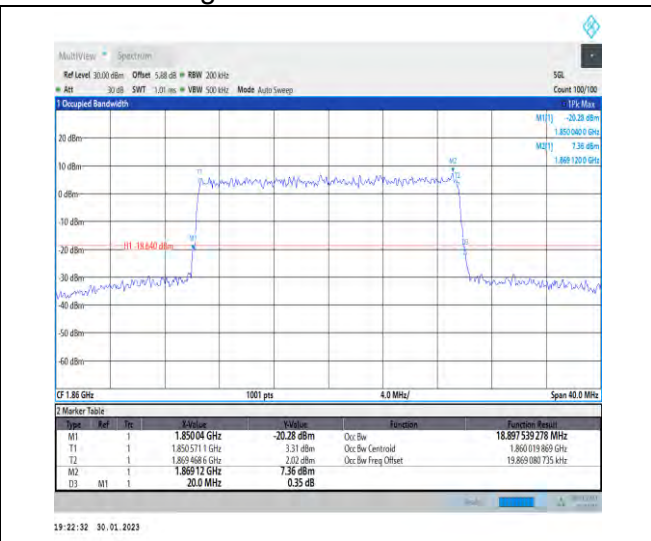 MultiView Spectrum
Ref Level 30.00 dBm Offset 5.88 dB RBW 200 kHz SGL
Att 30 dB SWT 1.01 ms VBW 500 kHz Mode Auto Sweep Count 100/100
1 Occupied Bandwidth 1Pk Max
M1[1] -20.28 dBm
1.850 040 0 GHz
M2[1] 7.36 dBm
1.869 120 0 GHz
20 dBm
M2
10 dBm
T1 T2
0 dBm
-10 dBm
M1
H1 -18.640 dBm D3
-20 dBm
-30 dBm
-40 dBm
-50 dBm
-60 dBm
CF 1.86 GHz 1001 pts 4.0 MHz/ Span 40.0 MHz
2 Marker Table
Type Ref Trc X-Value Y-Value Function Function Result
M1 1 1.85004 GHz -20.28 dBm Occ Bw 18.897 539 278 MHz
T1 1 1.850 571 1 GHz 3.31 dBm Occ Bw Centroid 1.860 019 869 GHz
T2 1 1.869 468 6 GHz 2.02 dBm Occ Bw Freq Offset 19.869 080 735 kHz
M2 1 1.86912 GHz 7.36 dBm
D3 M1 1 20.0 MHz 0.35 dB
19:22:32 30.01.2023